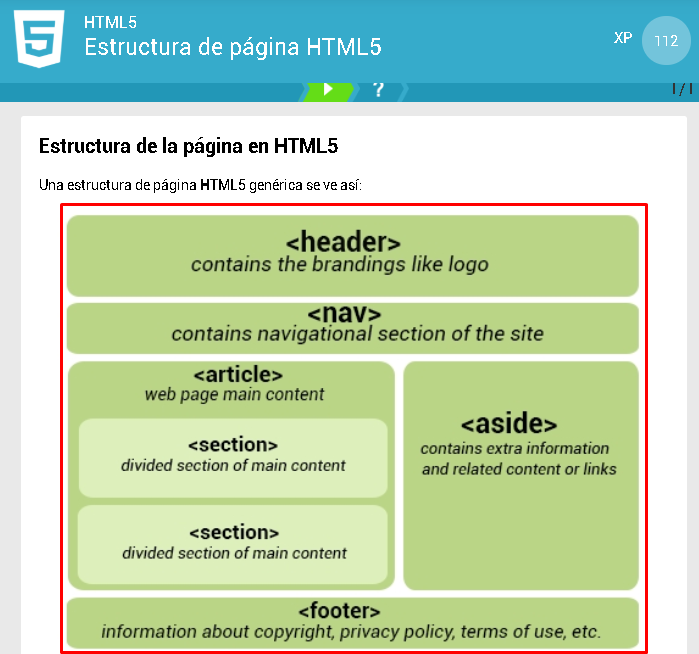 HTML5
Estructura de página HTML5
XP 112
?
1/1
Estructura de la página en HTML5
Una estructura de página HTML5 genérica se ve así:
<header>
contains the brandings like logo
<nav>
contains navigational section of the site
<article>
web page main content
<section>
divided section of main content
<section>
divided section of main content
<aside>
contains extra information
and related content or links
<footer>
information about copyright, privacy policy, terms of use, etc.